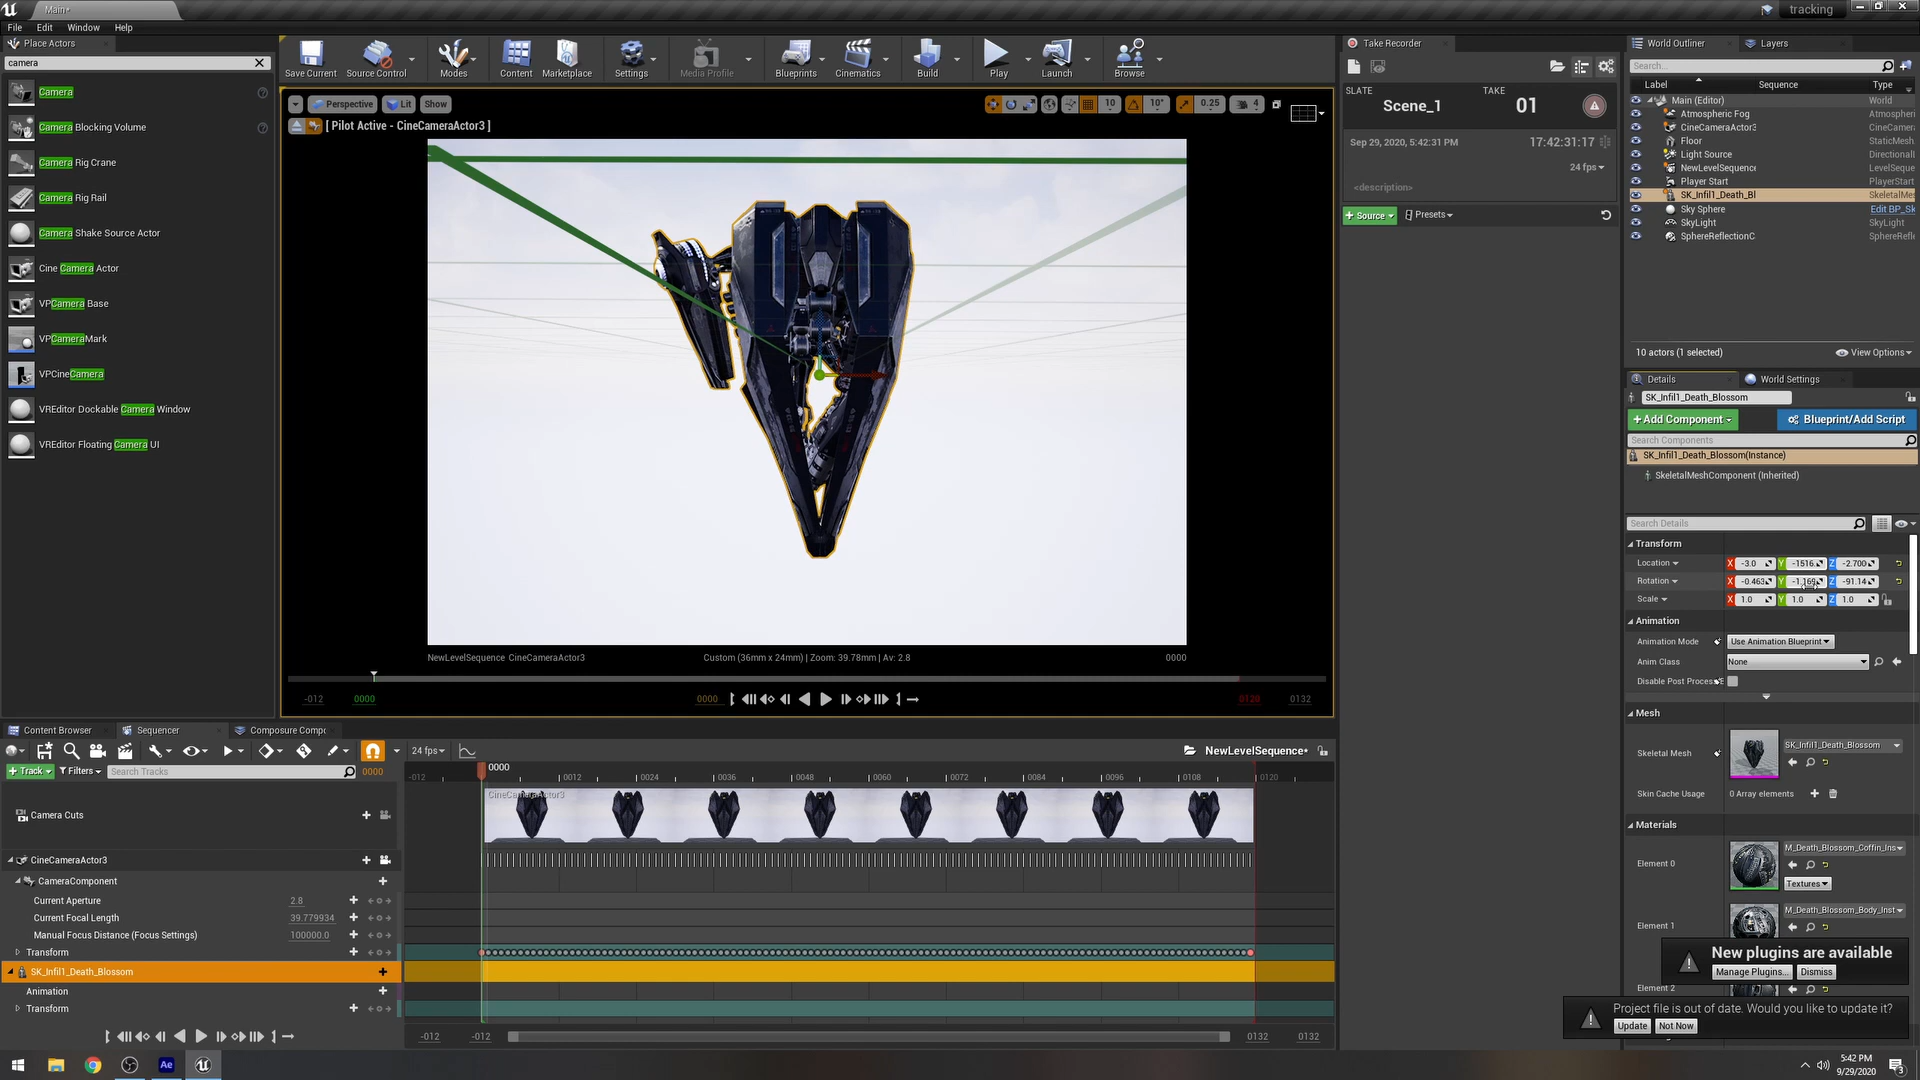 Main*
tracking
File Edit Window Help
Place Actors
camera
Camera
Camera Blocking Volume
Camera Rig Crane
Camera Rig Rail
Camera Shake Source Actor
Cine Camera Actor
VPCamera Base
VPCameraMark
VPCineCamera
VREditor Dockable Camera Window
VREditor Floating Camera UI
Save Current Source Control Modes Content Marketplace Settings Media Profile Blueprints Cinematics Build Play Launch Browse
Perspective Lit Show 10 10° 0.25 4
[ Pilot Active - CineCameraActor3 ]
NewLevelSequence CineCameraActor3 Custom (36mm x 24mm) | Zoom: 39.78mm | Av: 2.8 0000
-012 0000 0000 0120 0132
Take Recorder
SLATE TAKE
Scene_1 01
Sep 29, 2020, 5:42:31 PM 17:42:31:17
24 fps
<description>
+ Source Presets
World Outliner Layers
Search...
Label Sequence Type
Main (Editor) World
Atmospheric Fog Atmospheri
CineCameraActor3 CineCamera
Floor StaticMesh
Light Source Directional
NewLevelSequence LevelSeque
Player Start PlayerStart
SK_Infil1_Death_Bl SkeletalMes
Sky Sphere Edit BP_Sk
SkyLight SkyLight
SphereReflectionC SphereRefle
10 actors (1 selected) View Options
Details World Settings
SK_Infil1_Death_Blossom
+ Add Component Blueprint/Add Script
Search Components
SK_Infil1_Death_Blossom(Instance)
SkeletalMeshComponent (Inherited)
Search Details
Transform
Location X -3.0 Y -1516. Z -2.700
Rotation X -0.463 Y -1.169 Z -91.14
Scale X 1.0 Y 1.0 Z 1.0
Animation
Animation Mode Use Animation Blueprint
Anim Class None
Disable Post Process
Mesh
Skeletal Mesh SK_Infil1_Death_Blossom
Skin Cache Usage 0 Array elements
Materials
Element 0 M_Death_Blossom_Coffin_Ins
Textures
Element 1 M_Death_Blossom_Body_Inst
Element 2
New plugins are available
Manage Plugins... Dismiss
Project file is out of date. Would you like to update it?
Update Not Now
Content Browser Sequencer Composure Compo
24 fps NewLevelSequence*
+ Track Filters Search Tracks 0000
-012 0000 0012 0024 0036 0048 0060 0072 0084 0096 0108 0120
Camera Cuts
CineCameraActor3
CineCameraActor3
CameraComponent
Current Aperture 2.8
Current Focal Length 39.779934
Manual Focus Distance (Focus Settings) 100000.0
Transform
SK_Infil1_Death_Blossom
Animation
Transform
-012 -012 0132 0132
Ae
5:42 PM
9/29/2020
3